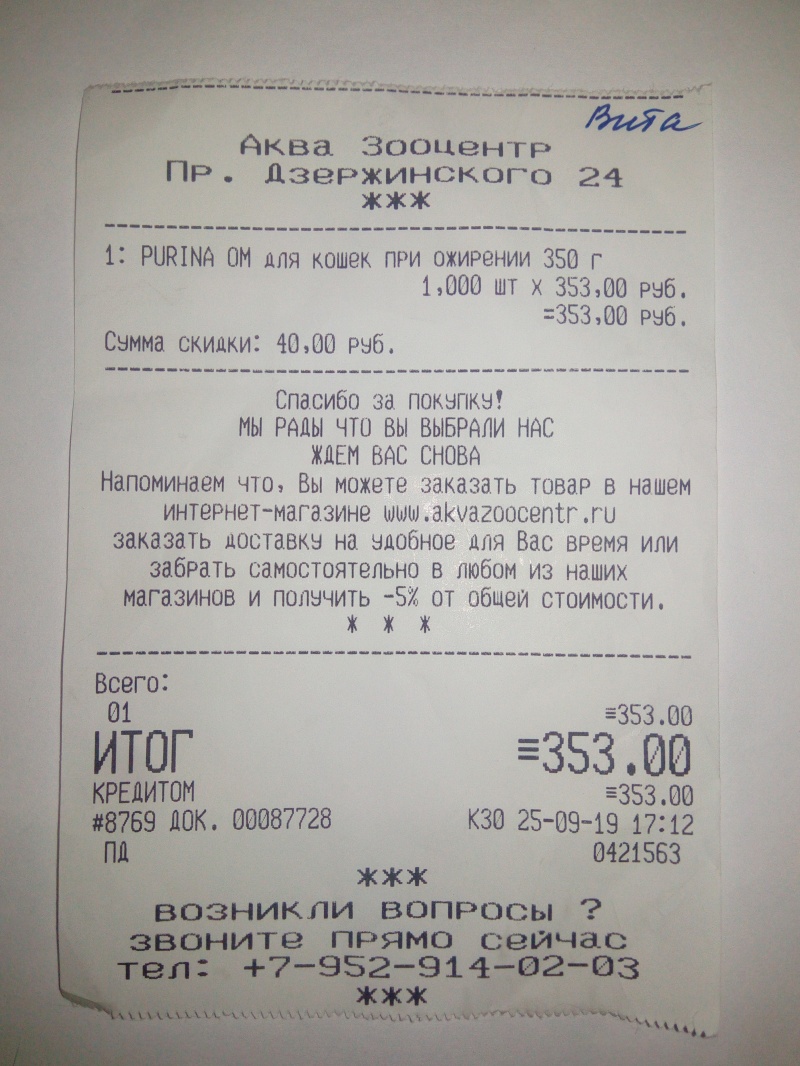 Вита
Аква Зооцентр
Пр. Дзержинского 24
***
1: PURINA OM для кошек при ожирении 350 г
1,000 шт X 353,00 руб.
=353,00 руб.
Сумма скидки: 40,00 руб.
Спасибо за покупку!
МЫ РАДЫ ЧТО ВЫ ВЫБРАЛИ НАС
ЖДЕМ ВАС СНОВА
Напоминаем что, Вы можете заказать товар в нашем
интернет-магазине www.akvazoocentr.ru
заказать доставку на удобное для Вас время или
забрать самостоятельно в любом из наших
магазинов и получить -5% от общей стоимости.
* * *
Всего:
01 ≡353.00
ИТОГ ≡353.00
КРЕДИТОМ ≡353.00
#8769 ДОК. 00087728 К30 25-09-19 17:12
ПД 0421563
***
ВОЗНИКЛИ ВОПРОСЫ ?
ЗВОНИТЕ ПРЯМО сейчас
тел: +7-952-914-02-03
***